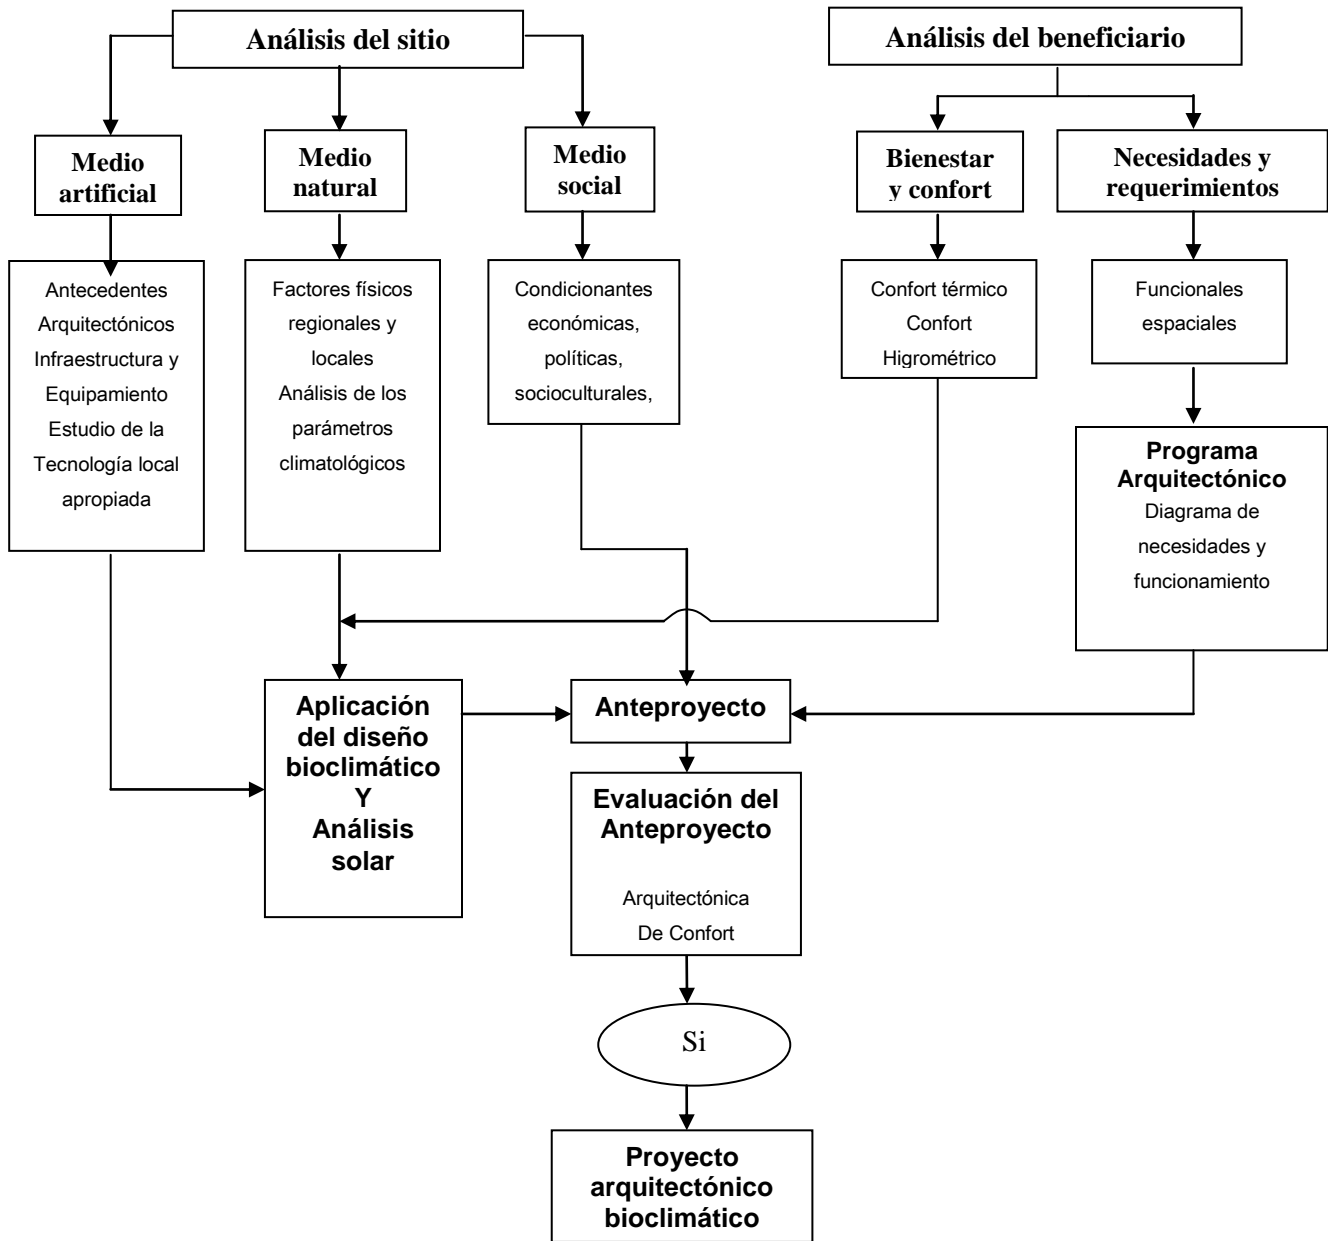 Análisis del sitio
Análisis del beneficiario
Medio
artificial
Medio
natural
Medio
social
Bienestar
y confort
Necesidades y
requerimientos
Antecedentes
Arquitectónicos
Infraestructura y
Equipamiento
Estudio de la
Tecnología local
apropiada
Factores físicos
regionales y
locales
Análisis de los
parámetros
climatológicos
Condicionantes
económicas,
políticas,
socioculturales,
Confort térmico
Confort
Higrométrico
Funcionales
espaciales
Programa
Arquitectónico
Diagrama de
necesidades y
funcionamiento
Aplicación
del diseño
bioclimático
Y
Análisis
solar
Anteproyecto
Evaluación del
Anteproyecto
Arquitectónica
De Confort
Si
Proyecto
arquitectónico
bioclimático